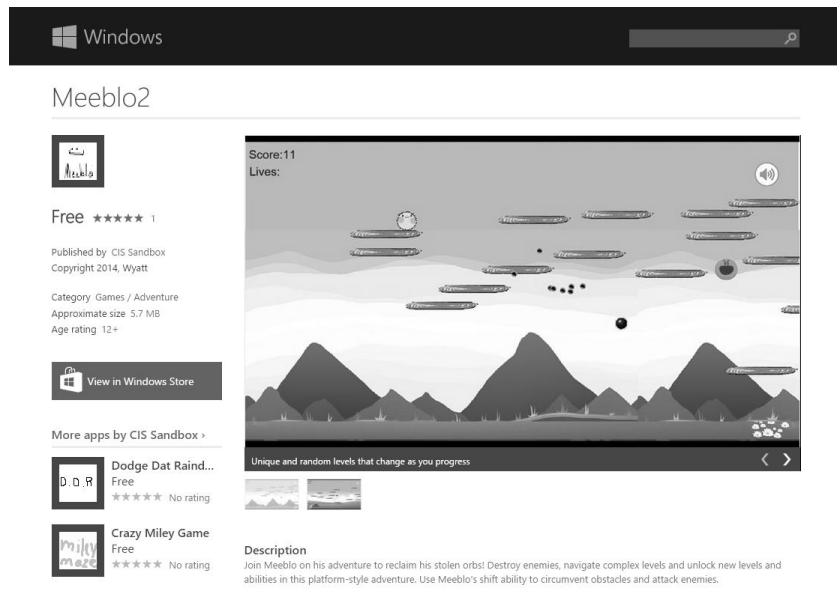 Windows
Meeblo2
Meeblo
Free 1
Published by CIS Sandbox
Copyright 2014, Wyatt
Category Games / Adventure
Approximate size 5.7 MB
Age rating 12+
View in Windows Store
More apps by CIS Sandbox ›
D.O.R
Dodge Dat Raind...
Free
No rating
miley
maze
Crazy Miley Game
Free
No rating
Score:11
Lives:
Unique and random levels that change as you progress
Description
Join Meeblo on his adventure to reclaim his stolen orbs! Destroy enemies, navigate complex levels and unlock new levels and
abilities in this platform-style adventure. Use Meeblo's shift ability to circumvent obstacles and attack enemies.